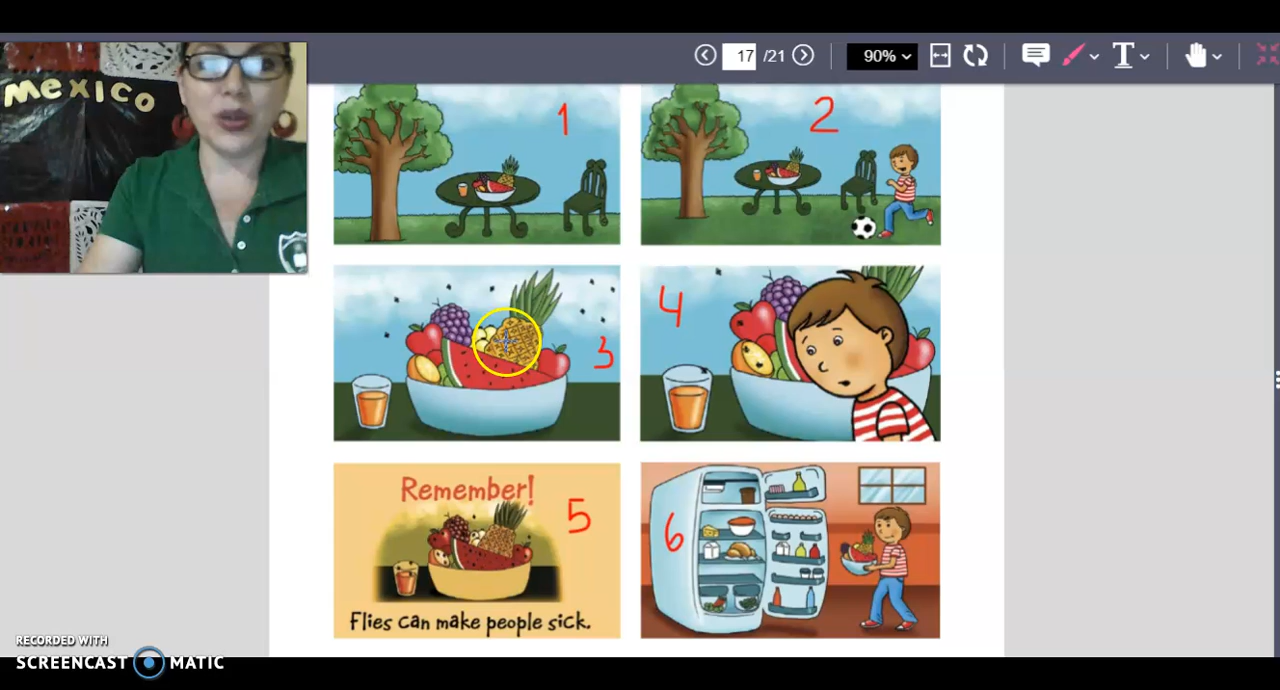 MEXICO
17 /21
90%
T
1
2
3
4
Remember!
5
Flies can make people sick.
6
RECORDED WITH
SCREENCAST MATIC